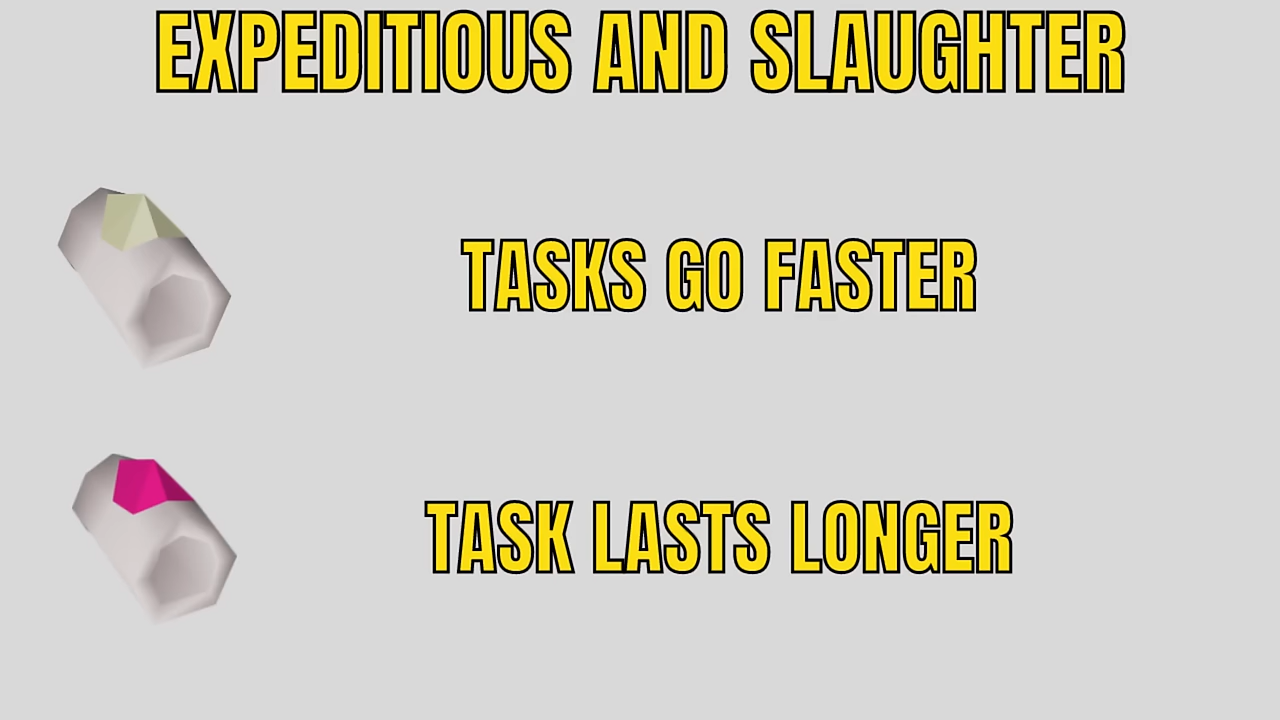 EXPEDITIOUS AND SLAUGHTER
TASKS GO FASTER
TASK LASTS LONGER